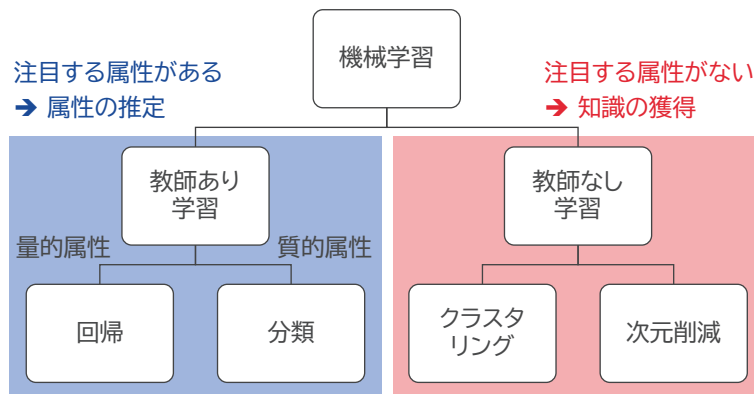 機械学習
注目する属性がある
➔ 属性の推定
注目する属性がない
➔ 知識の獲得
教師あり
学習
教師なし
学習
量的属性
質的属性
回帰
分類
クラスタ
リング
次元削減